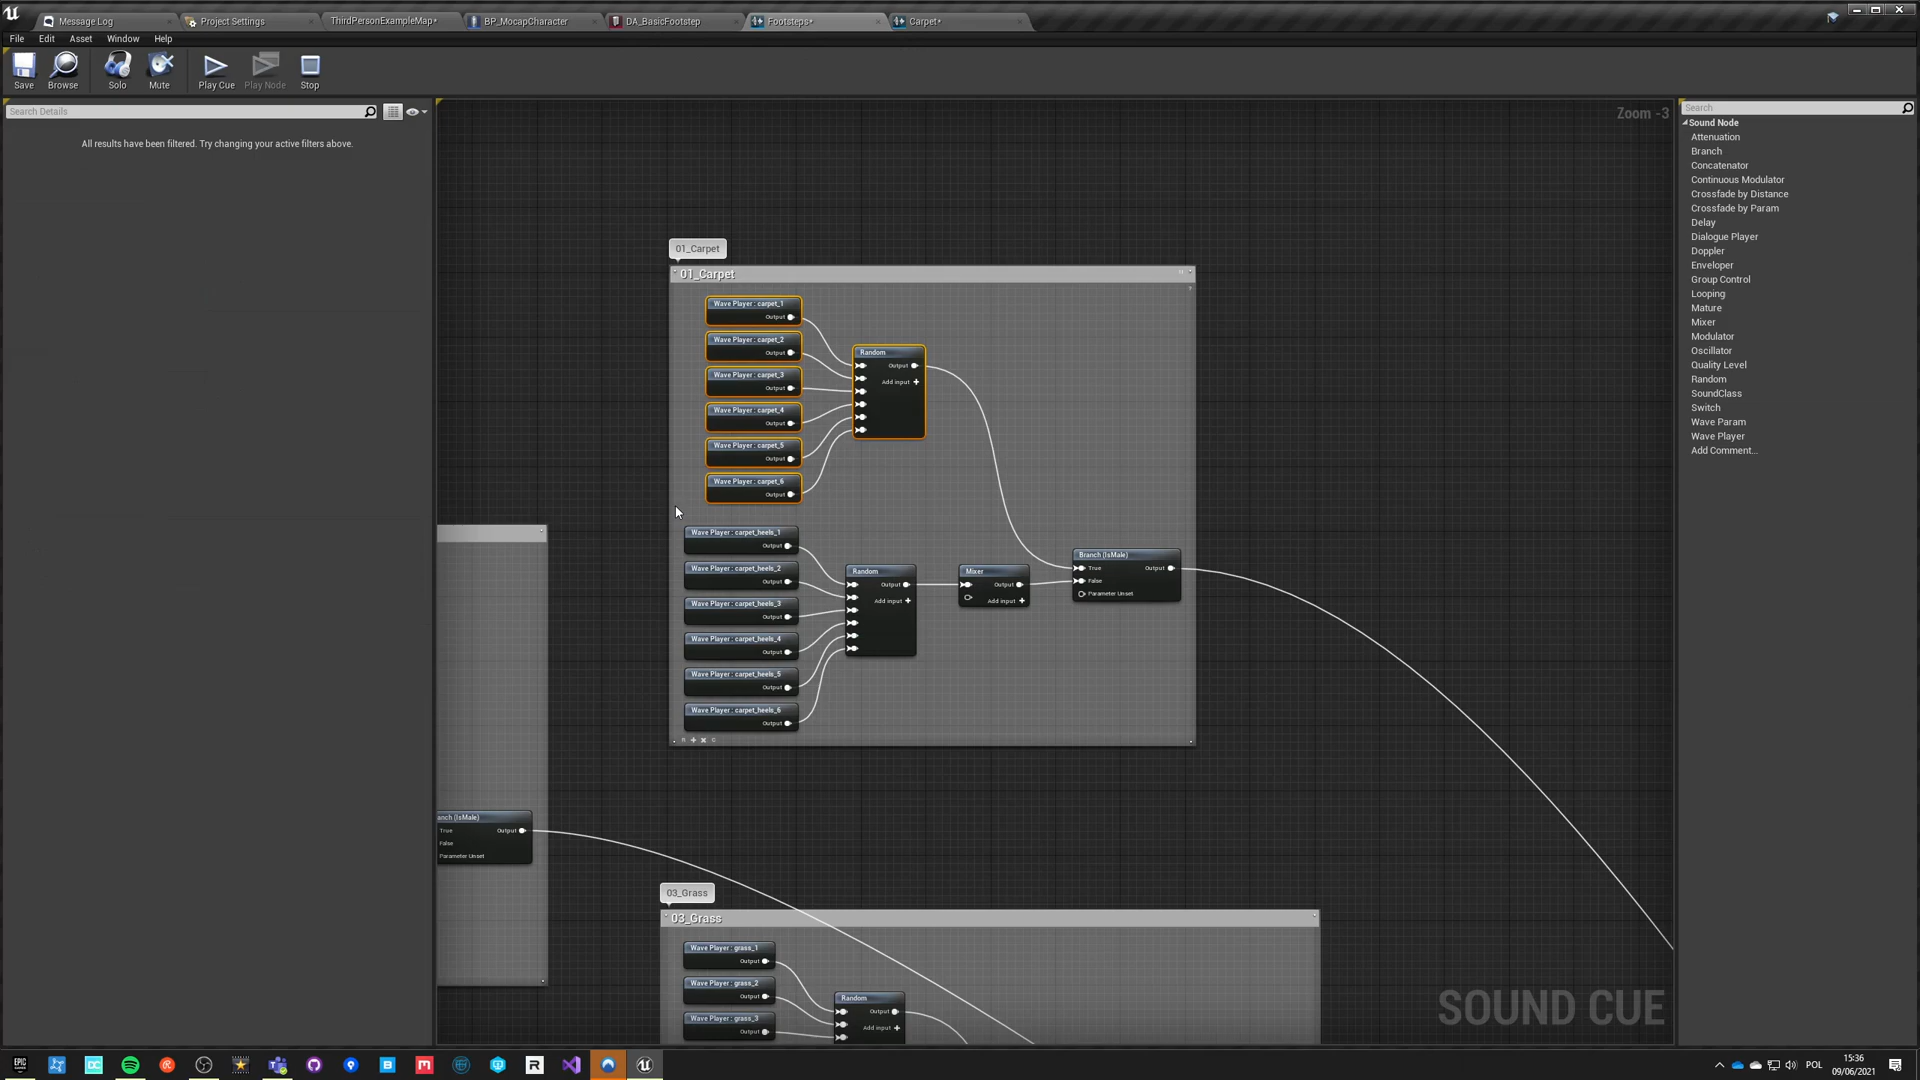 Message Log
Project Settings
ThirdPersonExampleMap*
BP_MocapCharacter
DA_BasicFootstep
Footsteps*
Carpet*
File Edit Asset Window Help
Save
Browse
Solo
Mute
Play Cue
Play Node
Stop
Search Details
All results have been filtered. Try changing your active filters above.
Zoom -3
01_Carpet
01_Carpet
Wave Player : carpet_1
Output
Wave Player : carpet_2
Output
Wave Player : carpet_3
Output
Wave Player : carpet_4
Output
Wave Player : carpet_5
Output
Wave Player : carpet_6
Output
Random
Output
Add input
Wave Player : carpet_heels_1
Output
Wave Player : carpet_heels_2
Output
Wave Player : carpet_heels_3
Output
Wave Player : carpet_heels_4
Output
Wave Player : carpet_heels_5
Output
Wave Player : carpet_heels_6
Output
Random
Output
Add input
Mixer
Output
Add input
Branch (IsMale)
True Output
False
Parameter Unset
anch (IsMale)
True Output
False
Parameter Unset
03_Grass
03_Grass
Wave Player : grass_1
Output
Wave Player : grass_2
Output
Wave Player : grass_3
Output
Random
Output
Add input
SOUND CUE
Search
Sound Node
Attenuation
Branch
Concatenator
Continuous Modulator
Crossfade by Distance
Crossfade by Param
Delay
Dialogue Player
Doppler
Enveloper
Group Control
Looping
Mature
Mixer
Modulator
Oscillator
Quality Level
Random
SoundClass
Switch
Wave Param
Wave Player
Add Comment...
EPIC
DC
B
M
R
POL
15:36
09/06/2021